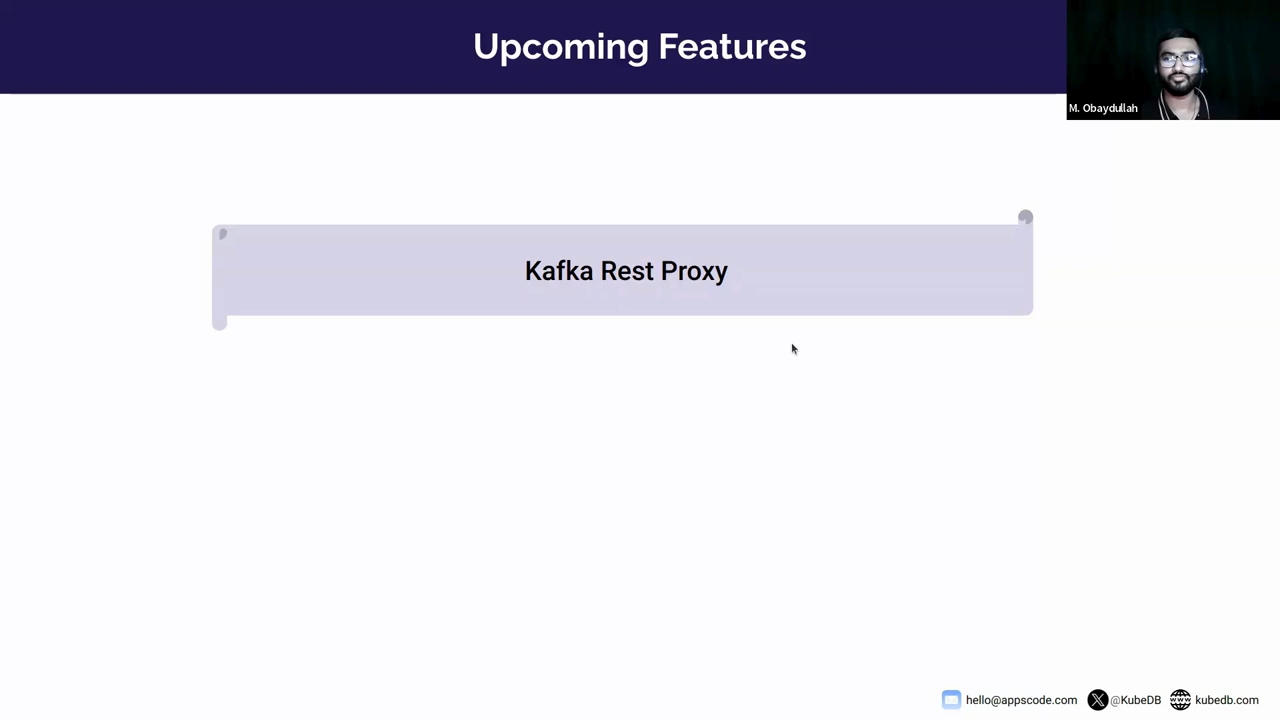 Upcoming Features
M. Obaydullah
Kafka Rest Proxy
hello@appscode.com @KubeDB kubedb.com